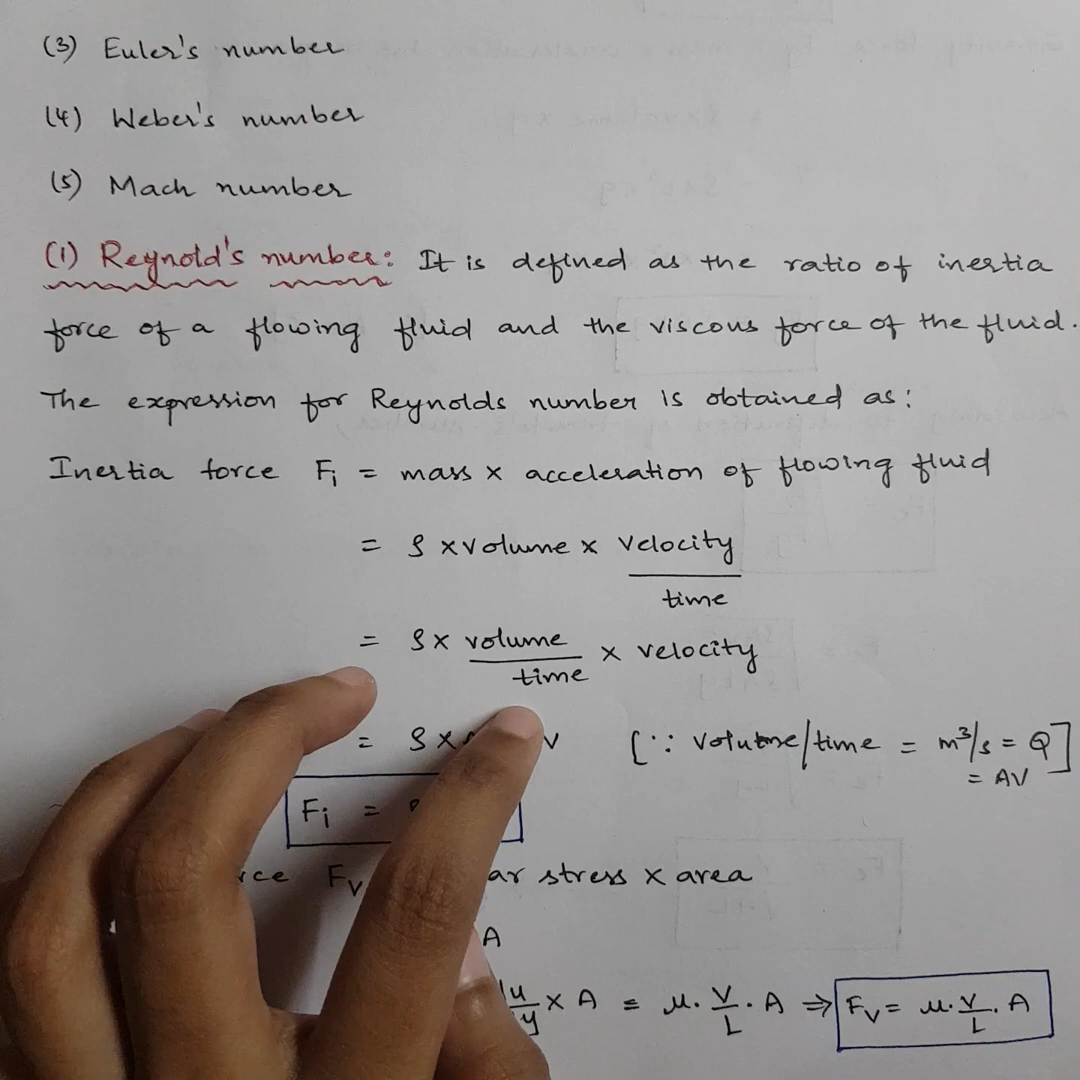 (3) Euler's number
(4) Weber's number
(5) Mach number
(1) Reynold's number: It is defined as the ratio of inertia
force of a flowing fluid and the viscous force of the fluid.
The expression for Reynolds number is obtained as:
Inertia force Fi = mass x acceleration of flowing fluid
= ρ x volume x velocity/time
= ρ x volume/time x velocity
= ρ x V [∵ volume/time = m³/s = Q]
= AV
Fi =
Fv stress x area
A
x A = μ. V/L . A ⇒ Fv = μ. V/L . A